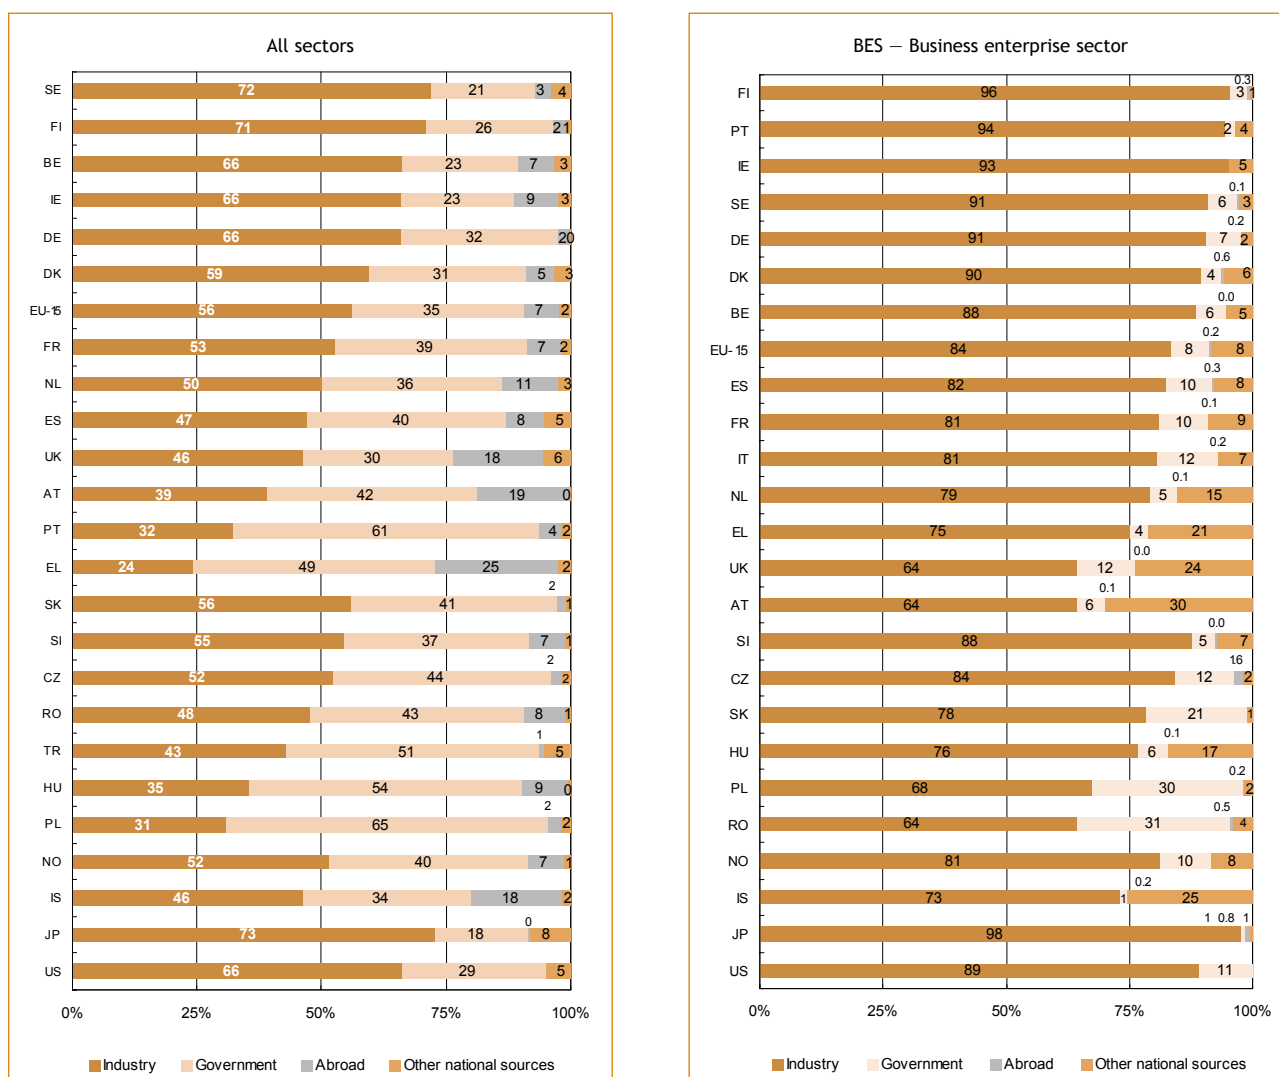 All sectors
SE 72 21 3 4
FI 71 26 2 1
BE 66 23 7 3
IE 66 23 9 3
DE 66 32 2 0
DK 59 31 5 3
EU-15 56 35 7 2
FR 53 39 7 2
NL 50 36 11 3
ES 47 40 8 5
UK 46 30 18 6
AT 39 42 19 0
PT 32 61 4 2
EL 24 49 25 2
SK 56 41 2 1
SI 55 37 7 1
CZ 52 44 2 2
RO 48 43 8 1
TR 43 51 1 5
HU 35 54 9 0
PL 31 65 2 2
NO 52 40 7 1
IS 46 34 18 2
JP 73 18 0 8
US 66 29 5
0% 25% 50% 75% 100%
Industry Government Abroad Other national sources
BES — Business enterprise sector
FI 96 3 0.3 1
PT 94 2 4
IE 93 5
SE 91 6 0.1 3
DE 91 7 0.2 2
DK 90 4 0.6 6
BE 88 6 0.0 5
EU-15 84 8 0.2 8
ES 82 10 0.3 8
FR 81 10 0.1 9
IT 81 12 0.2 7
NL 79 5 0.1 15
EL 75 4 21
UK 64 12 0.0 24
AT 64 6 0.1 30
SI 88 5 0.0 7
CZ 84 12 16 2
SK 78 21 1
HU 76 6 0.1 17
PL 68 30 0.2 2
RO 64 31 0.5 4
NO 81 10 8
IS 73 1 0.2 25
JP 98 1 0.8 1
US 89 11
0% 25% 50% 75% 100%
Industry Government Abroad Other national sources